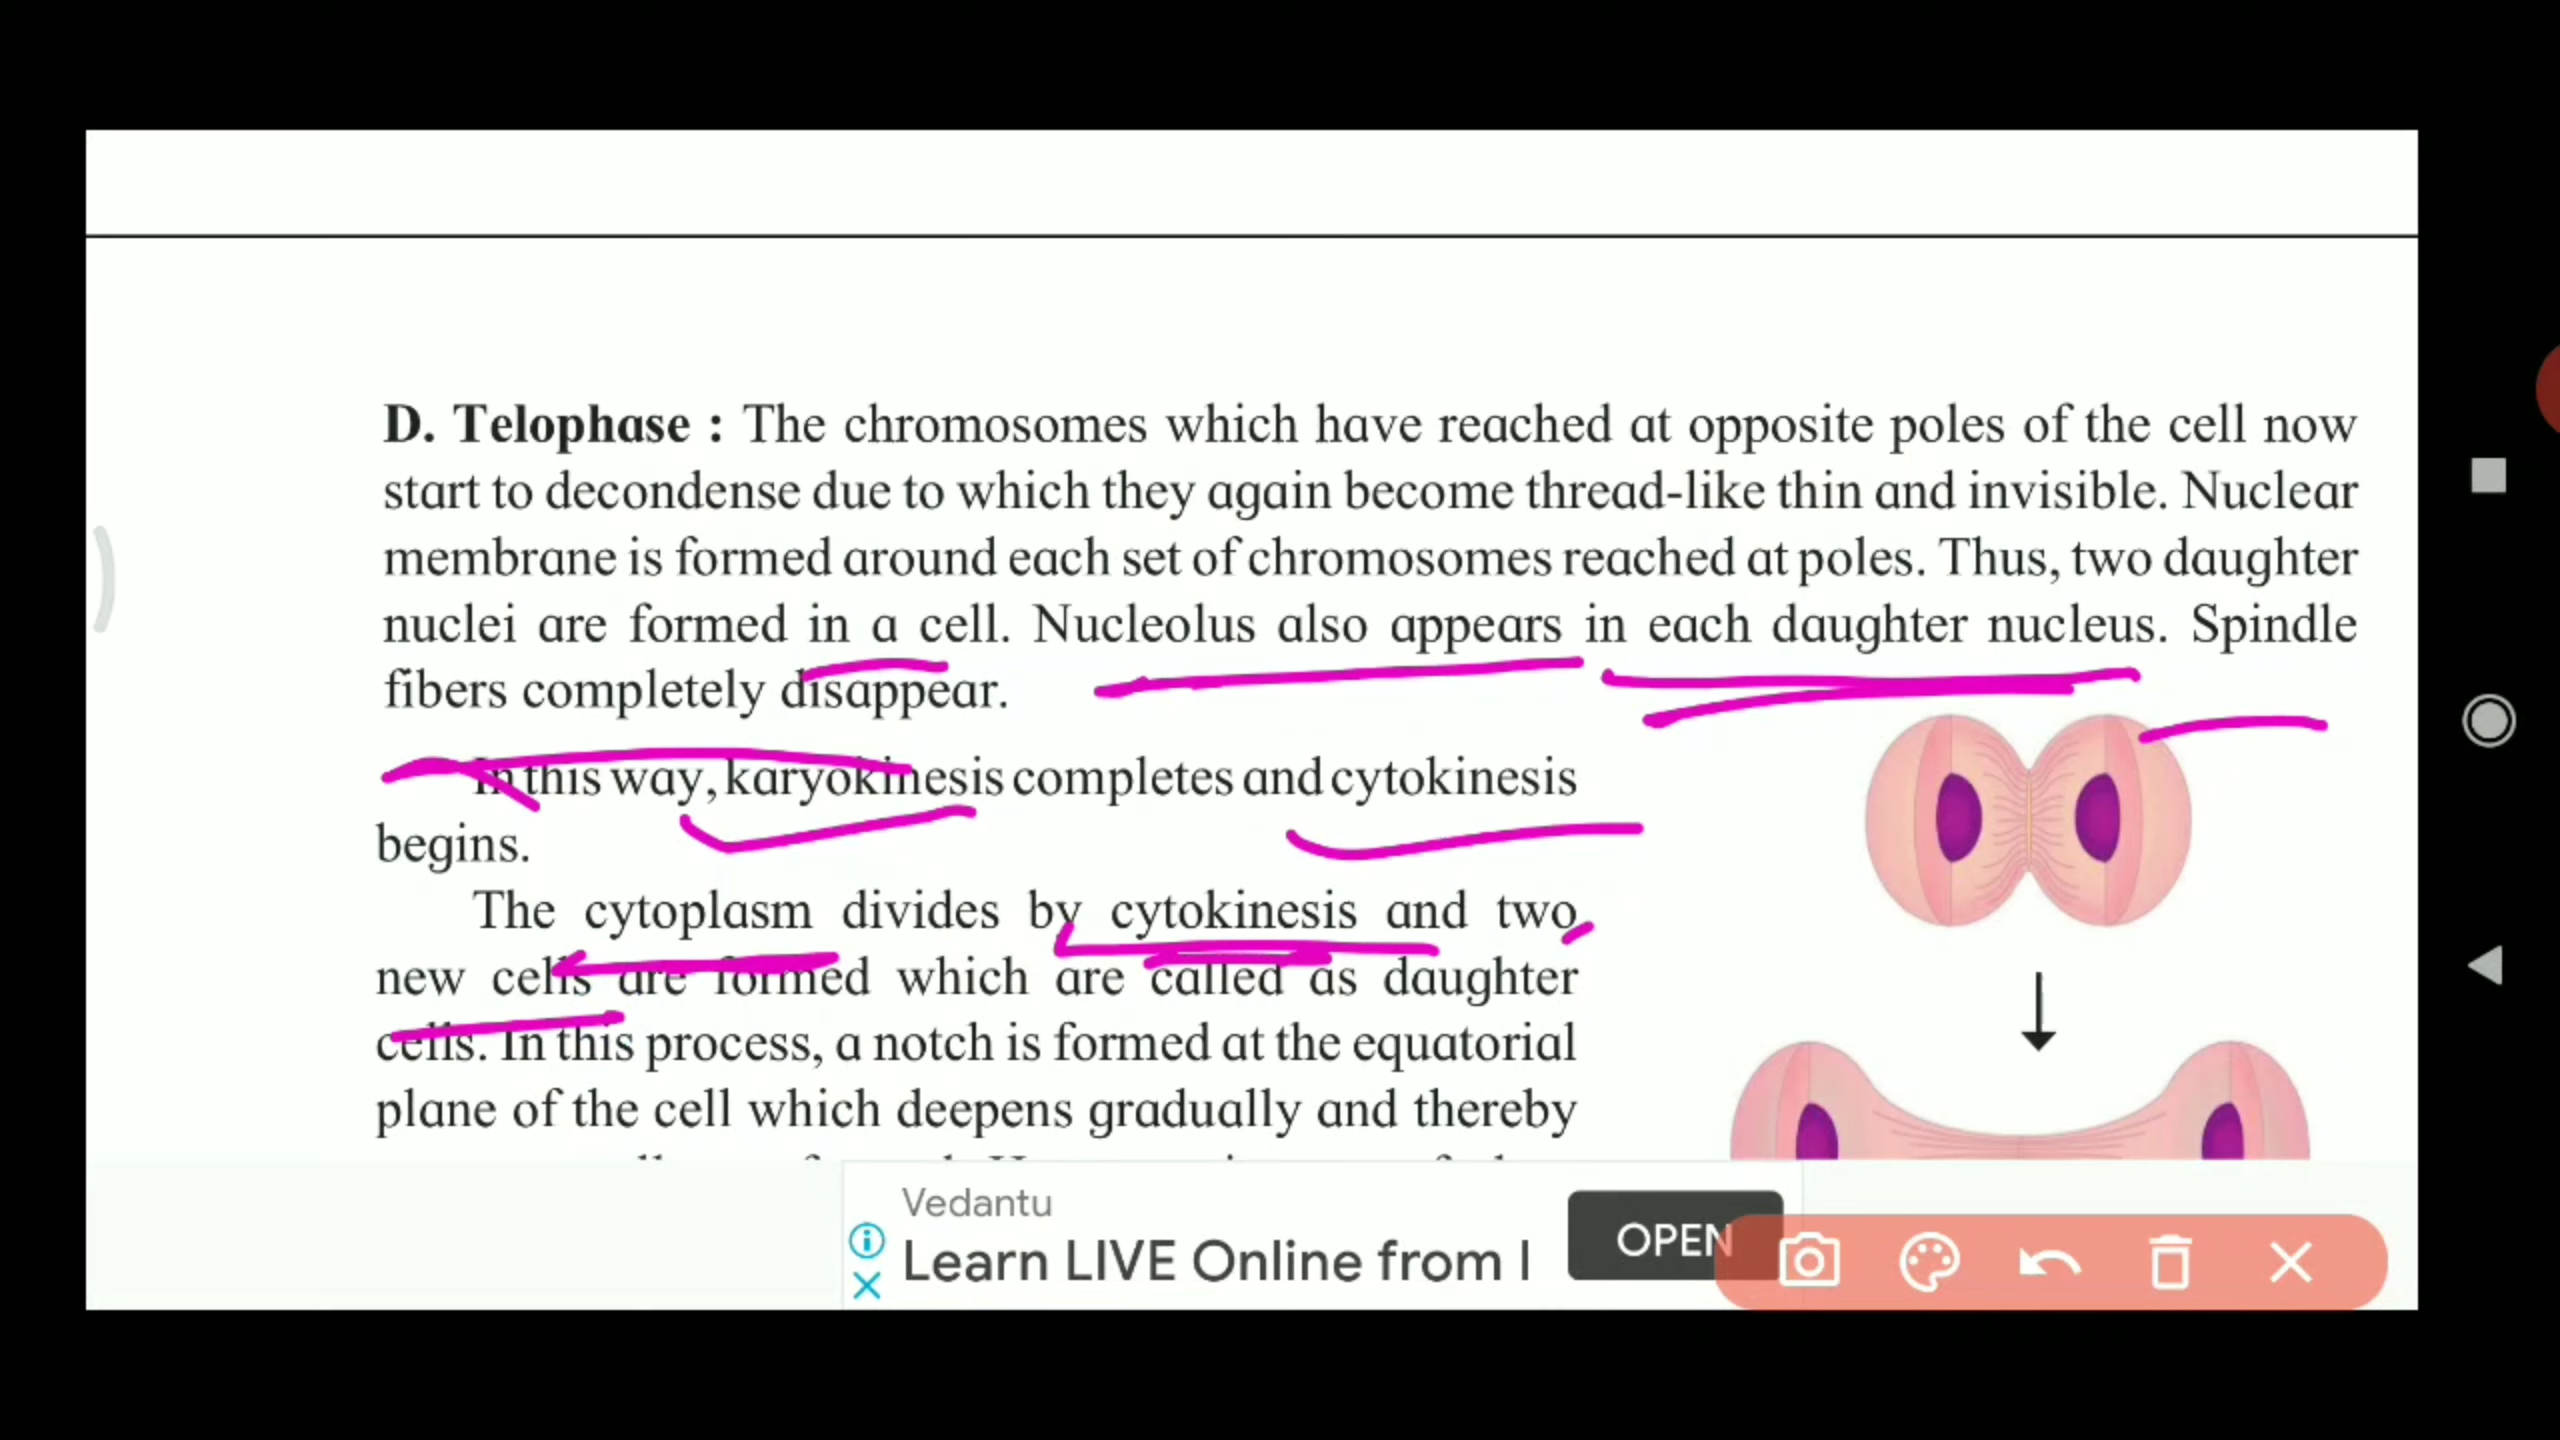 D. Telophase : The chromosomes which have reached at opposite poles of the cell now
start to decondense due to which they again become thread-like thin and invisible. Nuclear
membrane is formed around each set of chromosomes reached at poles. Thus, two daughter
nuclei are formed in a cell. Nucleolus also appears in each daughter nucleus. Spindle
fibers completely disappear.
In this way, karyokinesis completes and cytokinesis
begins.
The cytoplasm divides by cytokinesis and two
new cells are formed which are called as daughter
cells. In this process, a notch is formed at the equatorial
plane of the cell which deepens gradually and thereby
Vedantu
Learn LIVE Online from I
OPEN